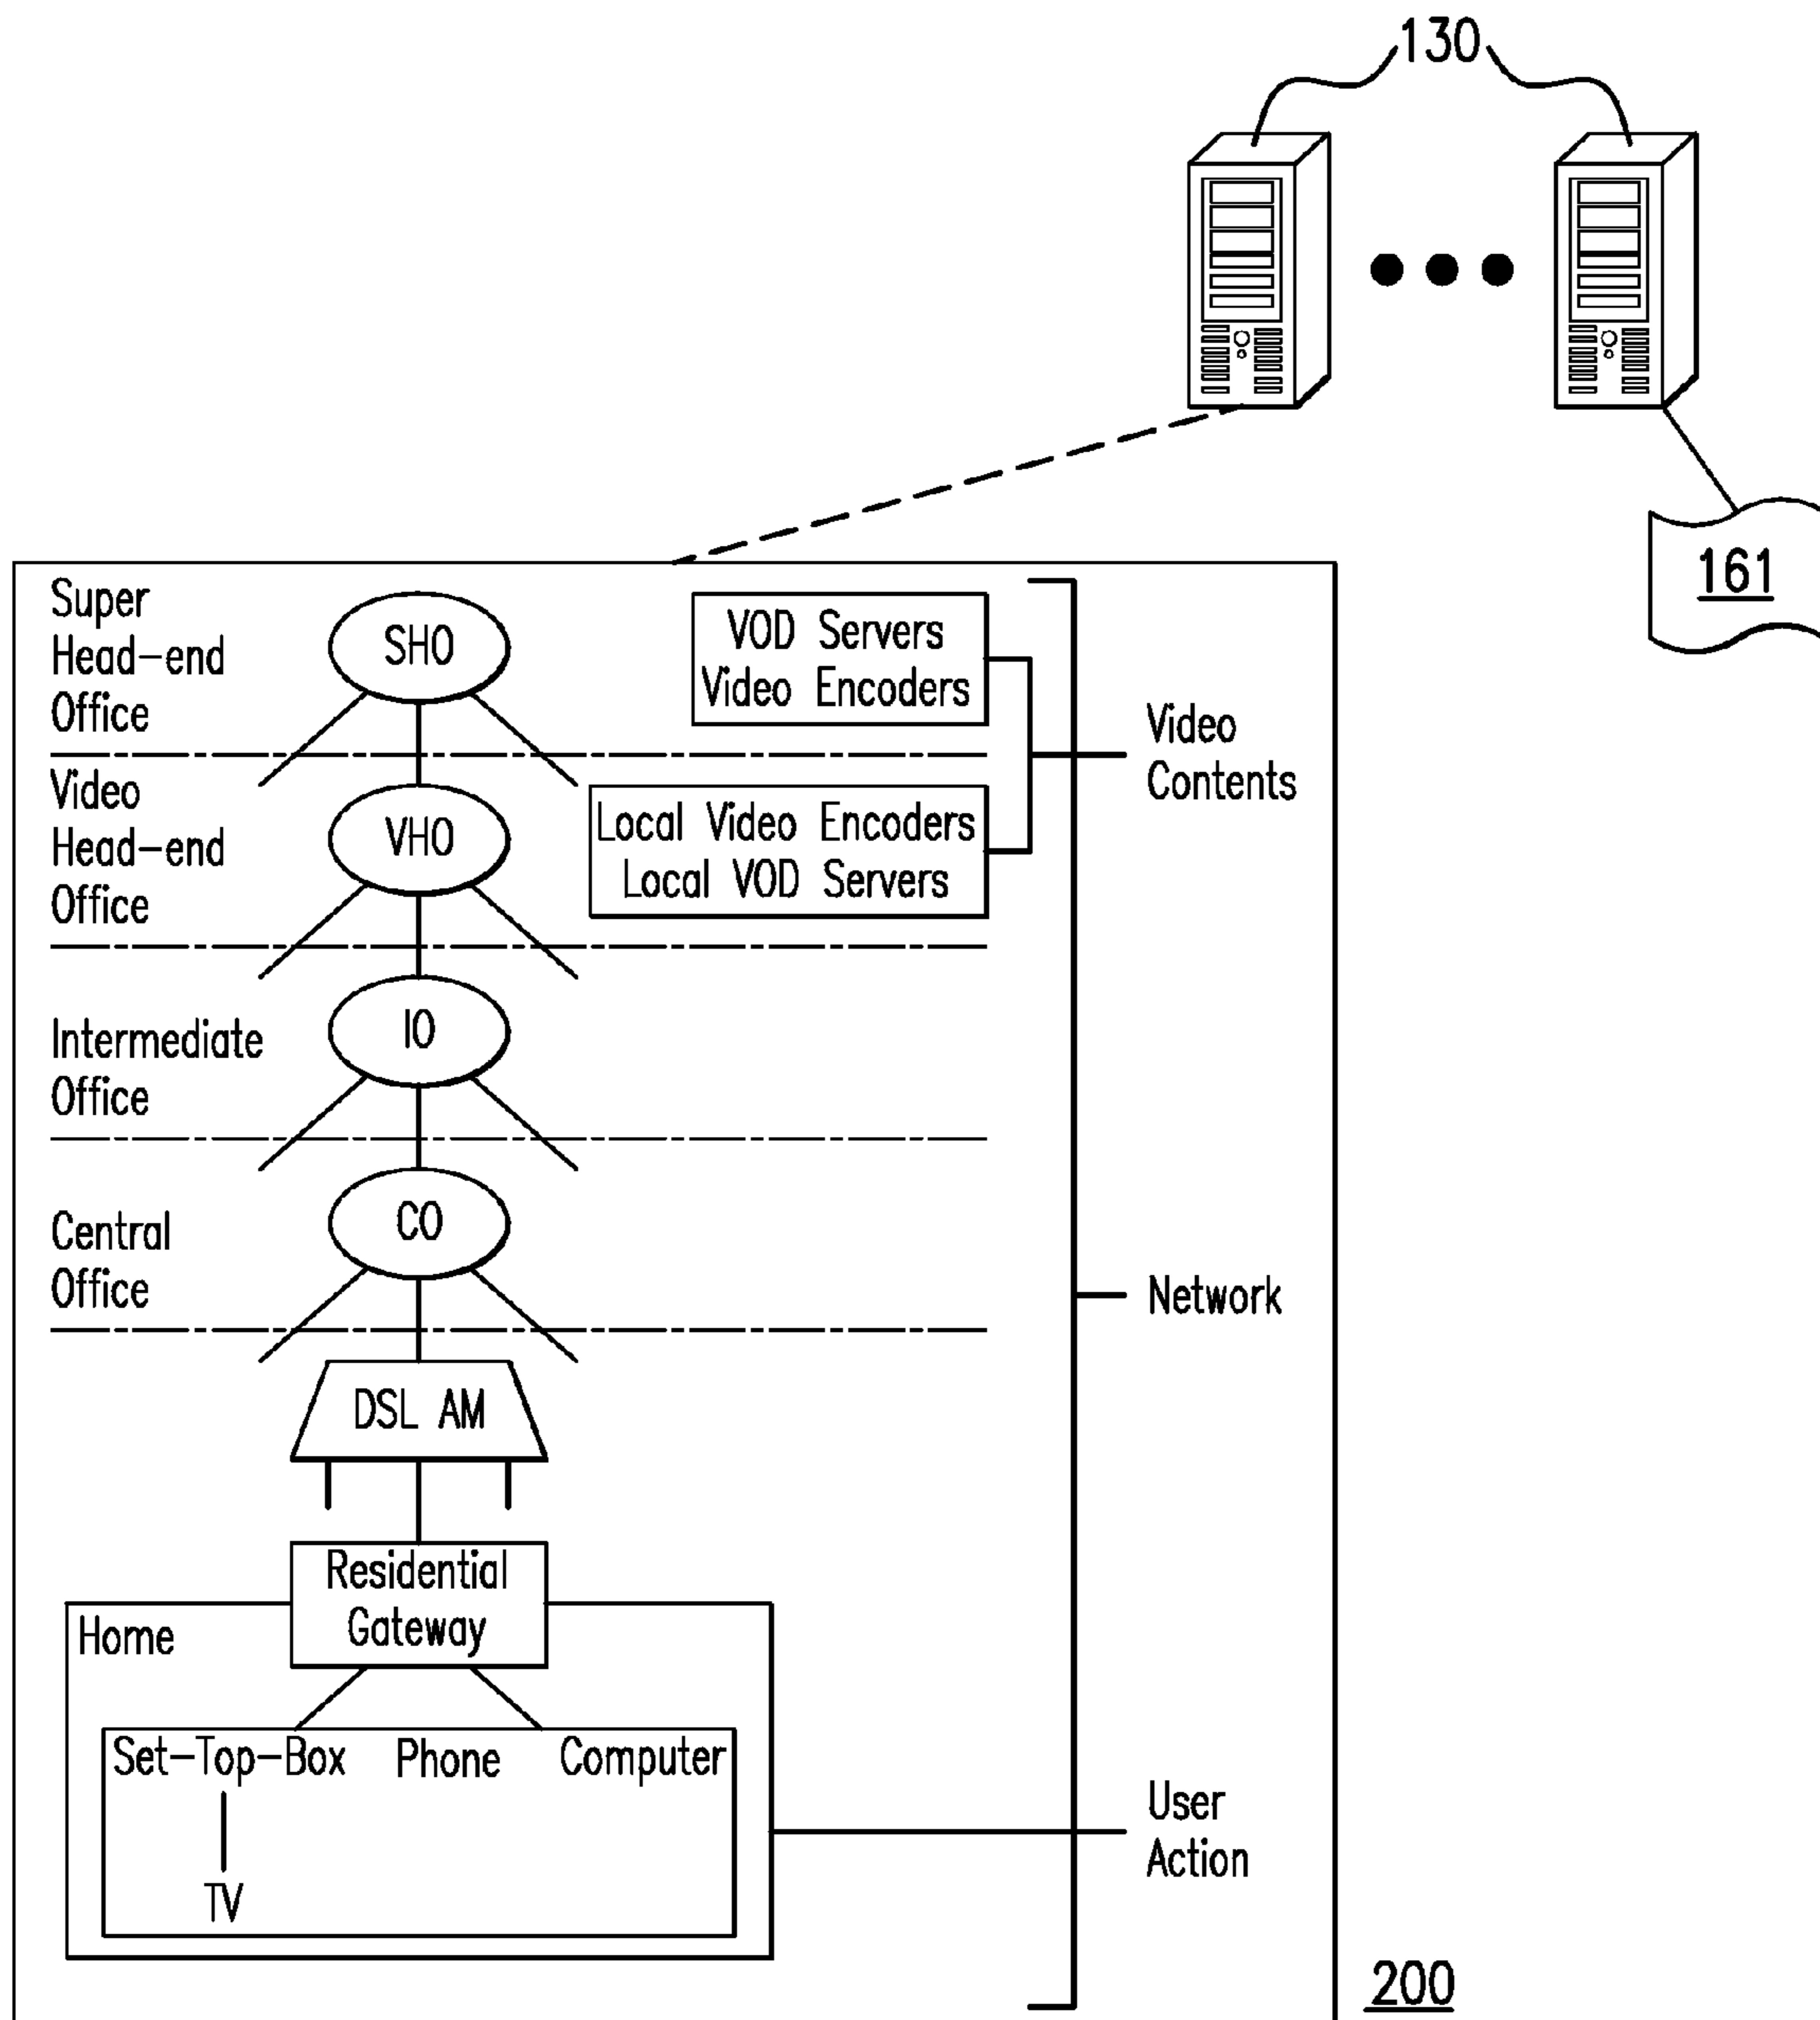 130
161
Super
Head-end
Office
SHO
VOD Servers
Video Encoders
Video
Contents
Video
Head-end
Office
VHO
Local Video Encoders
Local VOD Servers
Intermediate
Office
IO
Central
Office
CO
Network
DSL AM
Residential
Gateway
Home
Set-Top-Box Phone Computer
TV
User
Action
200